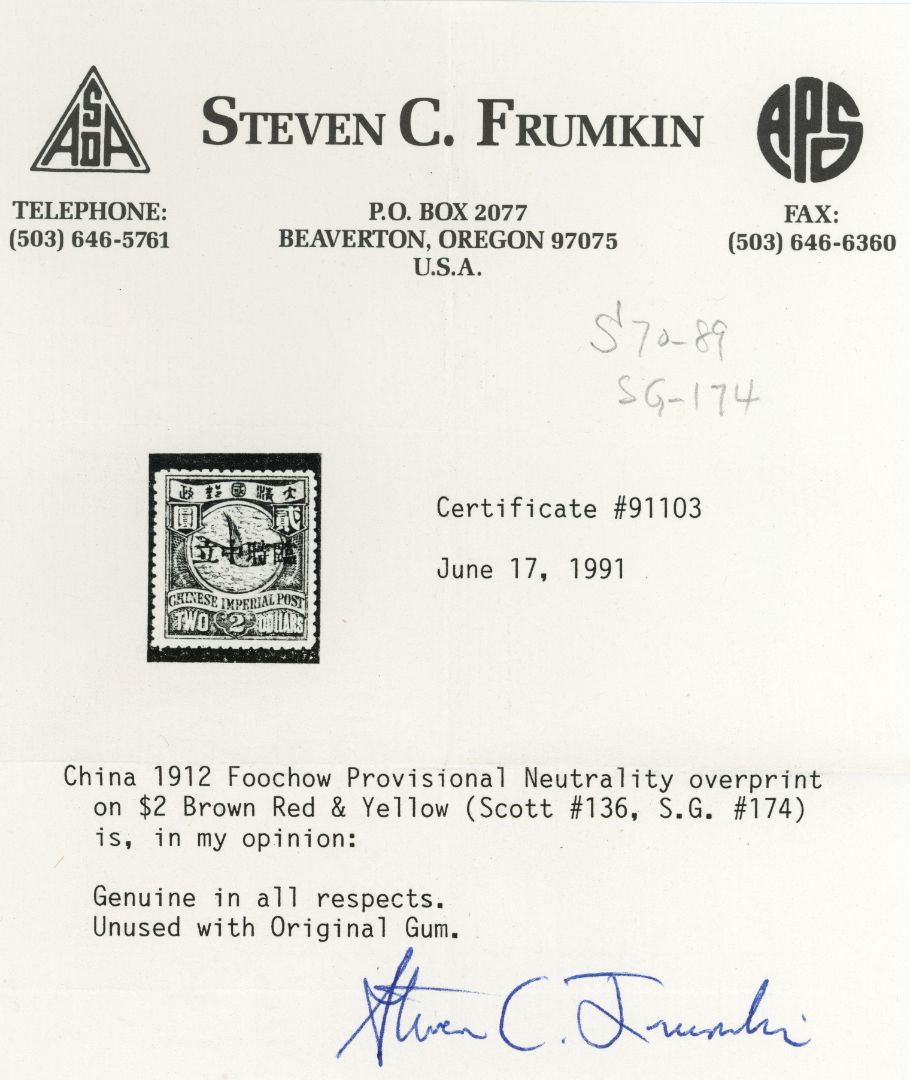 ASDA
STEVEN C. FRUMKIN
APS
TELEPHONE:
(503) 646-5761
P.O. BOX 2077
BEAVERTON, OREGON 97075
U.S.A.
FAX:
(503) 646-6360
S 70-89
SG-174
政郵國清大
圓 貳
立中時臨
CHINESE IMPERIAL POST
TWO 2 DOLLARS
Certificate #91103
June 17, 1991
China 1912 Foochow Provisional Neutrality overprint
on $2 Brown Red & Yellow (Scott #136, S.G. #174)
is, in my opinion:
Genuine in all respects.
Unused with Original Gum.
Steven C. Frumkin